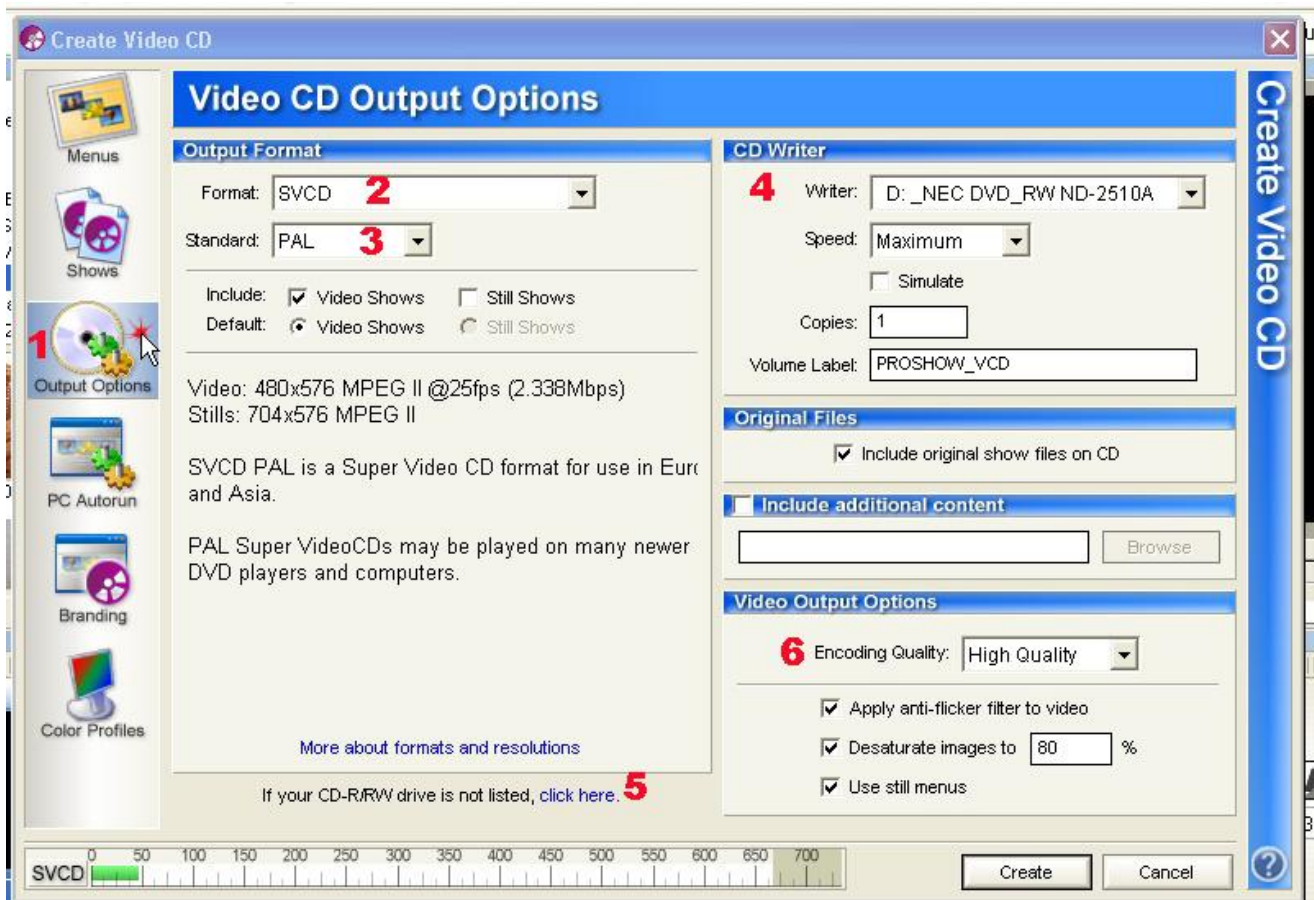 Create Video CD
Menus
Shows
1
Output Options
PC Autorun
Branding
Color Profiles
Video CD Output Options
Output Format
Format: SVCD 2
Standard: PAL 3
Include: Video Shows Still Shows
Default: Video Shows Still Shows
Video: 480x576 MPEG II @25fps (2.338Mbps)
Stills: 704x576 MPEG II
SVCD PAL is a Super Video CD format for use in Eur
and Asia.
PAL Super VideoCDs may be played on many newer
DVD players and computers.
More about formats and resolutions
If your CD-R/RW drive is not listed, click here. 5
CD Writer
4 Writer: D: _NEC DVD_RW ND-2510A
Speed: Maximum
Simulate
Copies: 1
Volume Label: PROSHOW_VCD
Original Files
Include original show files on CD
Include additional content
Browse
Video Output Options
6 Encoding Quality: High Quality
Apply anti-flicker filter to video
Desaturate images to 80 %
Use still menus
Create Video CD
?
SVCD 0 50 100 150 200 250 300 350 400 450 500 550 600 650 700
Create Cancel